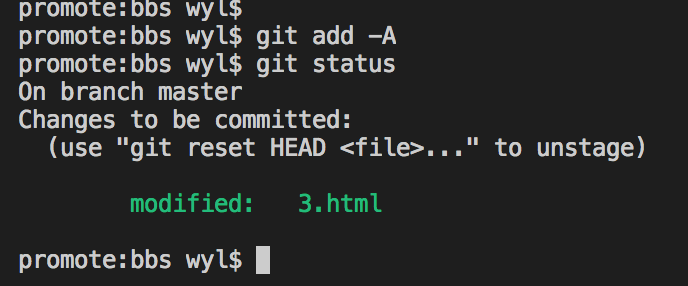 promote:bbs wyl$
promote:bbs wyl$ git add -A
promote:bbs wyl$ git status
On branch master
Changes to be committed:
  (use "git reset HEAD <file>..." to unstage)

        modified:   3.html

promote:bbs wyl$